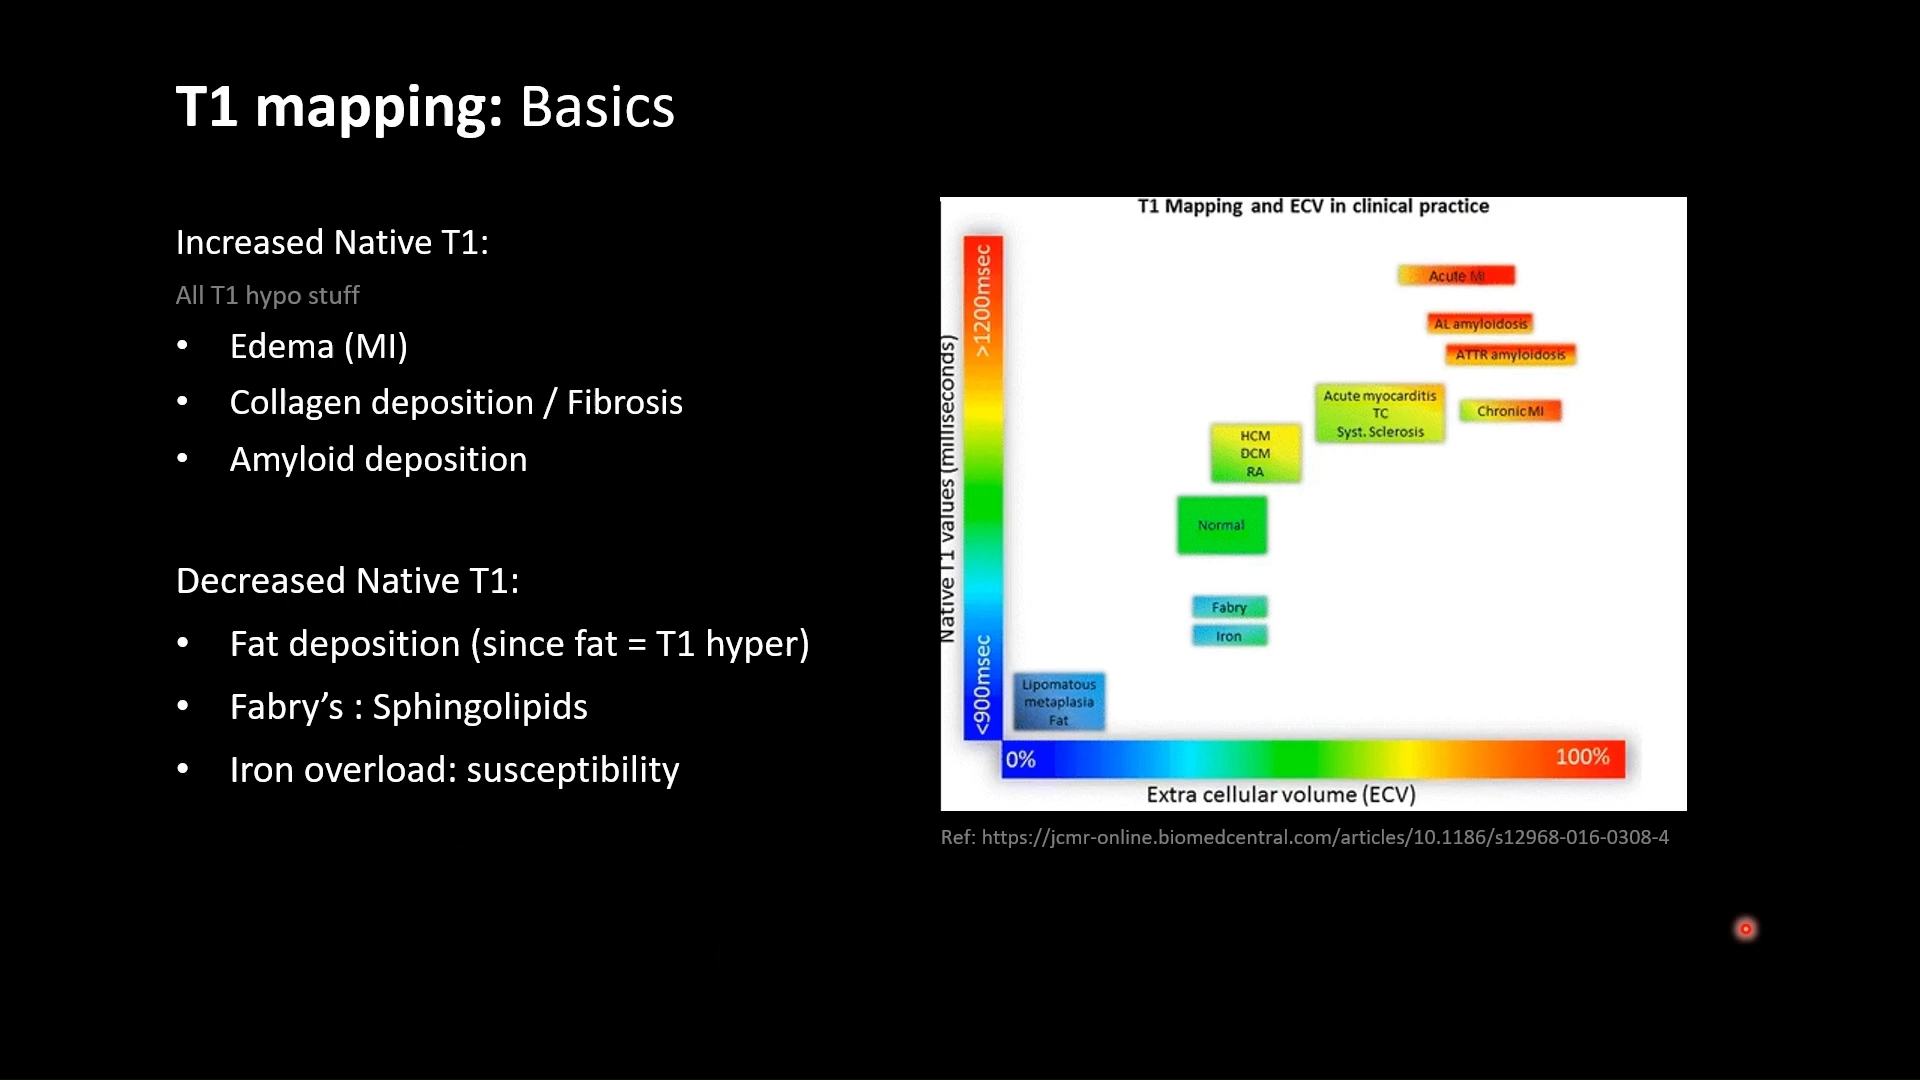 T1 mapping: Basics
Increased Native T1:
All T1 hypo stuff
• Edema (MI)
• Collagen deposition / Fibrosis
• Amyloid deposition
Decreased Native T1:
• Fat deposition (since fat = T1 hyper)
• Fabry’s : Sphingolipids
• Iron overload: susceptibility
T1 Mapping and ECV in clinical practice
Native T1 values (milliseconds)
>1200msec
<900msec
Acute MI
AL amyloidosis
ATTR amyloidosis
Acute myocarditis
TC
Syst. Sclerosis
Chronic MI
HCM
DCM
RA
Normal
Fabry
Iron
Lipomatous
metaplasia
Fat
0%
100%
Extra cellular volume (ECV)
Ref: https://jcmr-online.biomedcentral.com/articles/10.1186/s12968-016-0308-4